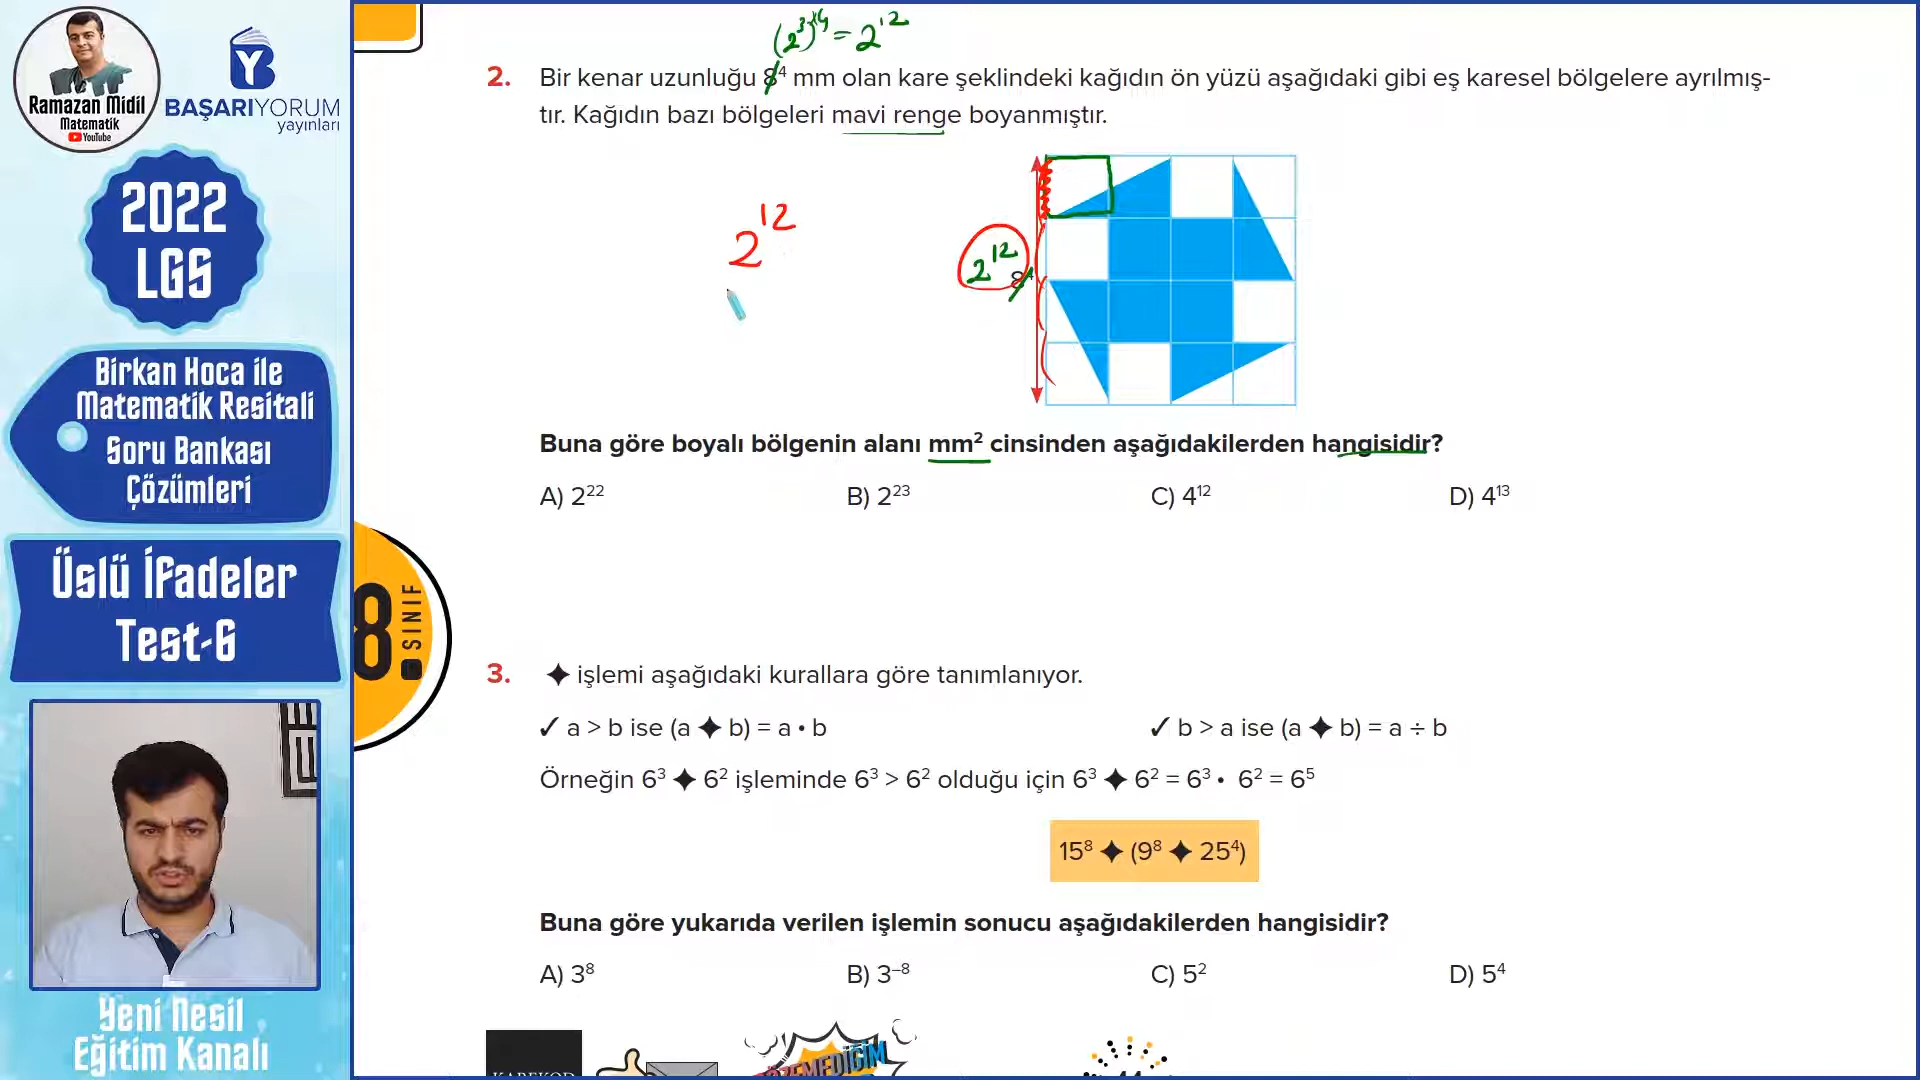 Ramazan Midil
Matematik
YouTube
BAŞARIYORUM
yayınları
2022
LGS
Birkan Hoca ile
Matematik Resitali
Soru Bankası
Çözümleri
Üslü İfadeler
Test-6
Yeni Nesil
Eğitim Kanalı
8.SINIF
(2³)⁴ = 2¹²
2. Bir kenar uzunluğu 8⁴ mm olan kare şeklindeki kağıdın ön yüzü aşağıdaki gibi eş karesel bölgelere ayrılmış-
tır. Kağıdın bazı bölgeleri mavi renge boyanmıştır.
2¹²
2¹²
8⁴
Buna göre boyalı bölgenin alanı mm² cinsinden aşağıdakilerden hangisidir?
A) 2²² B) 2²³ C) 4¹² D) 4¹³
3. ✦ işlemi aşağıdaki kurallara göre tanımlanıyor.
✓ a > b ise (a ✦ b) = a • b ✓ b > a ise (a ✦ b) = a ÷ b
Örneğin 6³ ✦ 6² işleminde 6³ > 6² olduğu için 6³ ✦ 6² = 6³ • 6² = 6⁵
15⁸ ✦ (9⁸ ✦ 25⁴)
Buna göre yukarıda verilen işlemin sonucu aşağıdakilerden hangisidir?
A) 3⁸ B) 3⁻⁸ C) 5² D) 5⁴
KAREKOD
ÇÖZEMEDİĞİM